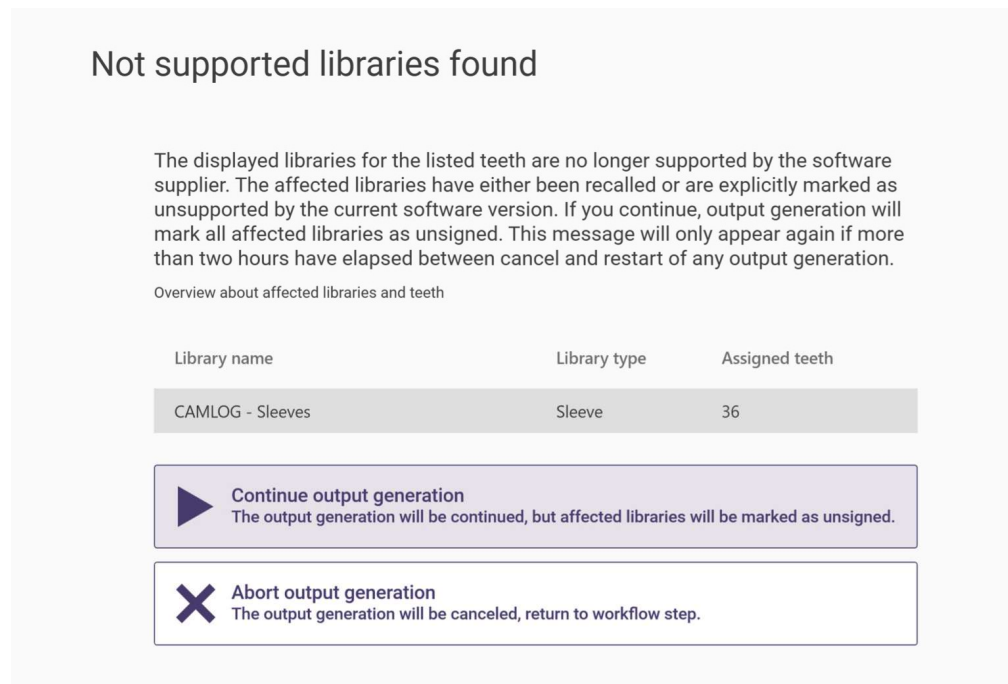 Not supported libraries found
The displayed libraries for the listed teeth are no longer supported by the software
supplier. The affected libraries have either been recalled or are explicitly marked as
unsupported by the current software version. If you continue, output generation will
mark all affected libraries as unsigned. This message will only appear again if more
than two hours have elapsed between cancel and restart of any output generation.
Overview about affected libraries and teeth
Library name Library type Assigned teeth
CAMLOG - Sleeves Sleeve 36
Continue output generation
The output generation will be continued, but affected libraries will be marked as unsigned.
Abort output generation
The output generation will be canceled, return to workflow step.